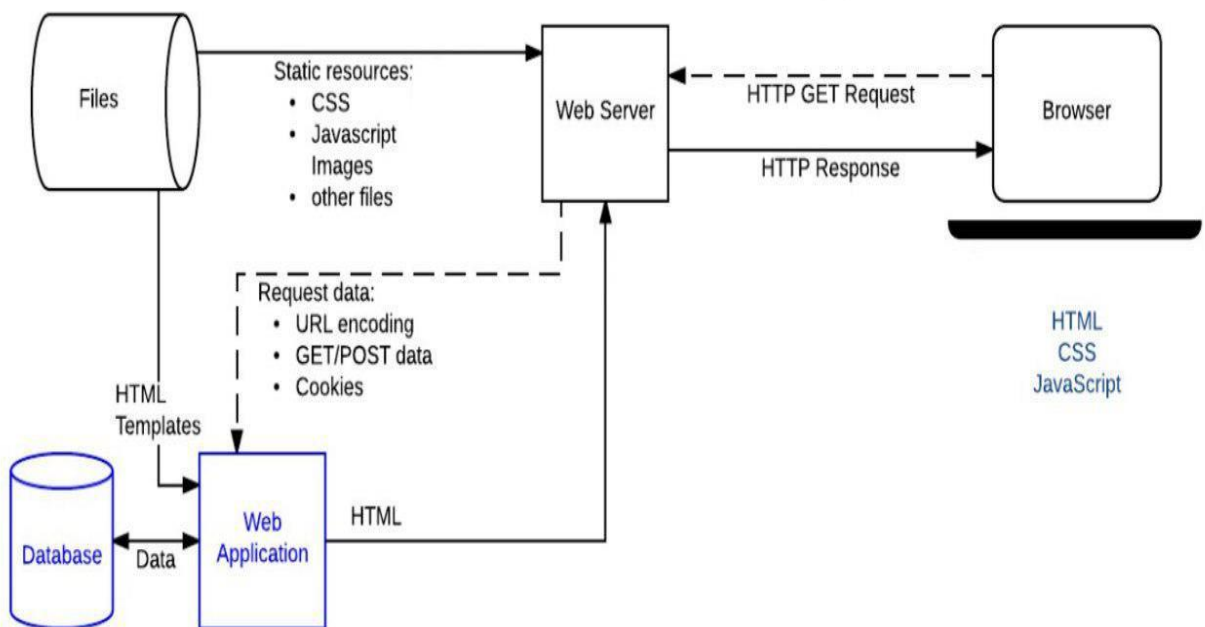 Files
Static resources:
• CSS
• Javascript
Images
• other files
Web Server
HTTP GET Request
HTTP Response
Browser
HTML
CSS
JavaScript
Request data:
• URL encoding
• GET/POST data
• Cookies
HTML
Templates
Database
Data
Web
Application
HTML